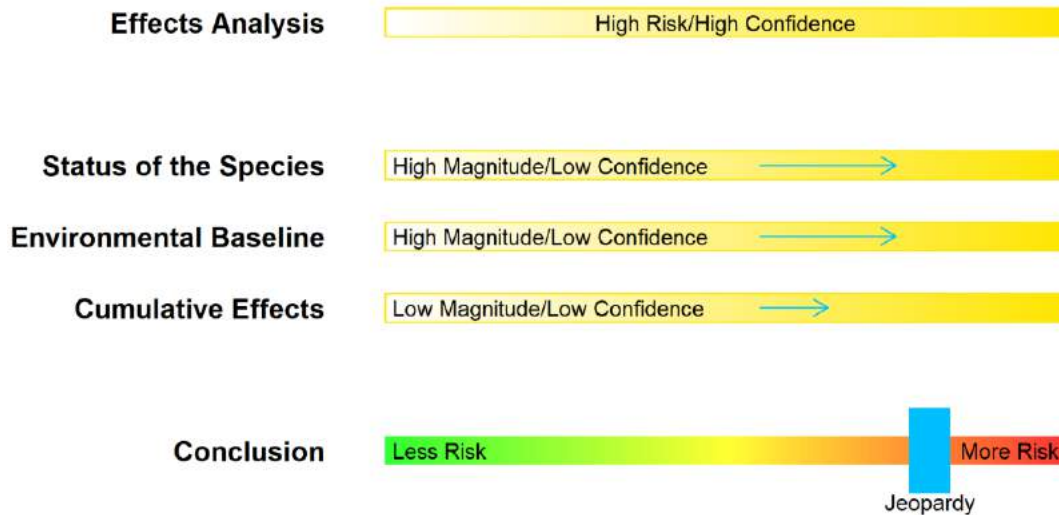 Effects Analysis High Risk/High Confidence
Status of the Species High Magnitude/Low Confidence
Environmental Baseline High Magnitude/Low Confidence
Cumulative Effects Low Magnitude/Low Confidence
Conclusion Less Risk More Risk
Jeopardy